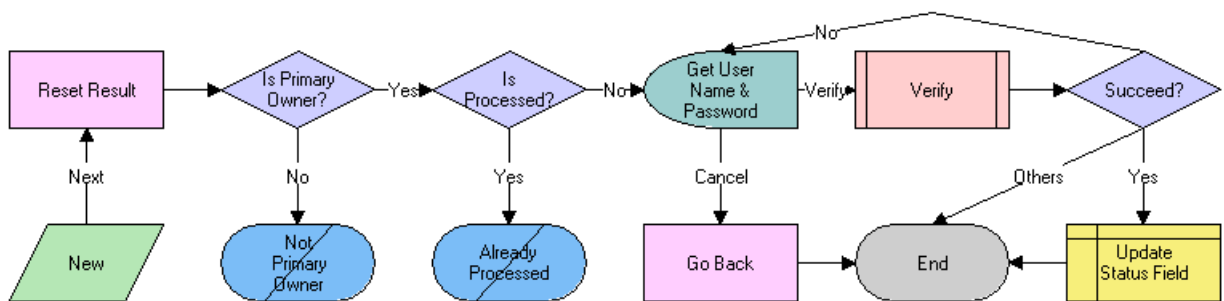 No
Reset Result
Is Primary
Owner?
Yes
Is
Processed?
No
Get User
Name &
Password
Verify
Verify
Succeed?
Next
No
Yes
Cancel
Others
Yes
New
Not
Primary
Owner
Already
Processed
Go Back
End
Update
Status Field